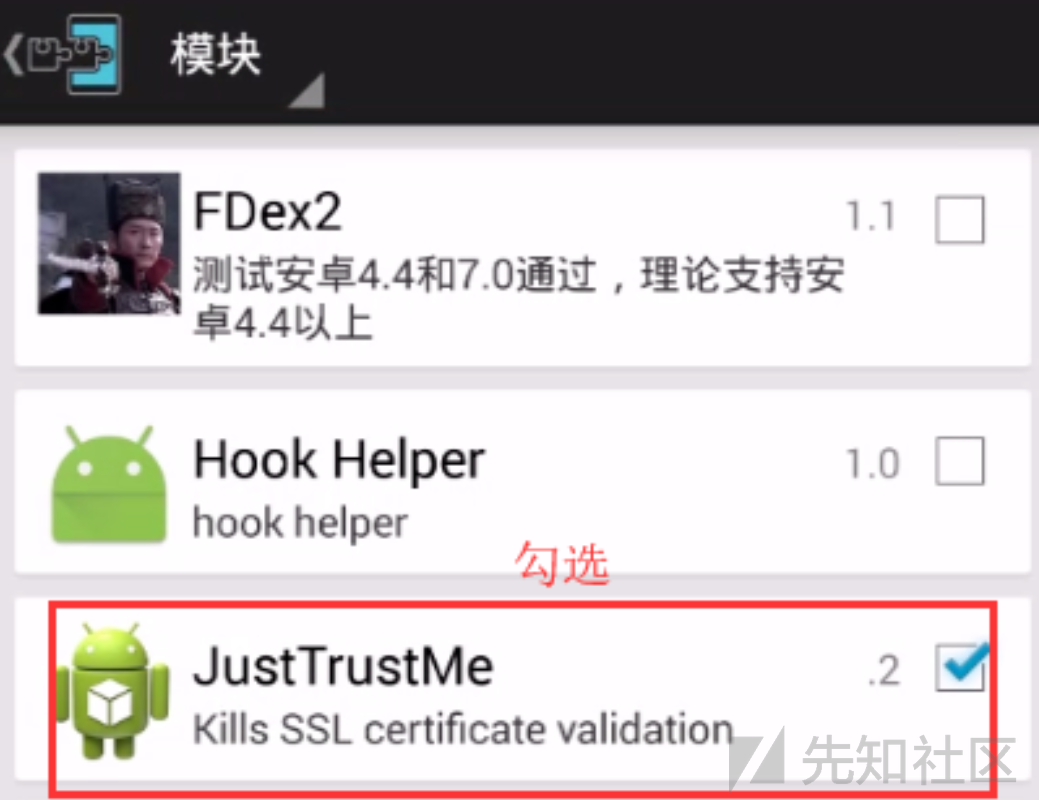 模块
FDex2
1.1
测试安卓4.4和7.0通过，理论支持安
卓4.4以上
Hook Helper
1.0
hook helper
勾选
JustTrustMe
.2
Kills SSL certificate validation
先知社区